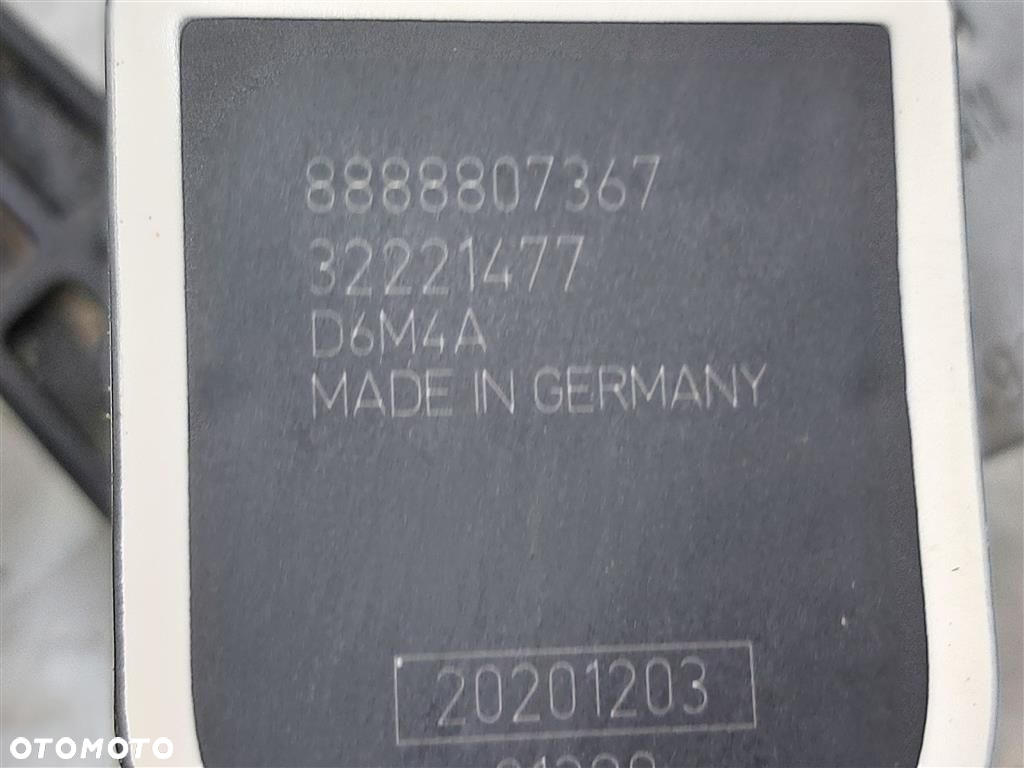 8888807367
32221477
D6M4A
MADE IN GERMANY
20201203
OTOMOTO